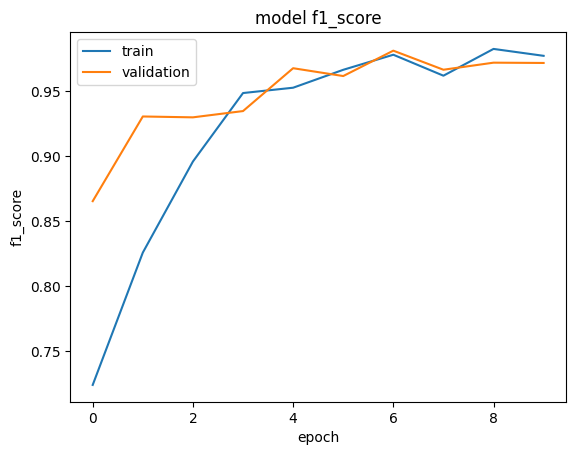 model f1_score
train
validation
0.95
0.90
0.85
0.80
0.75
f1_score
0 2 4 6 8
epoch